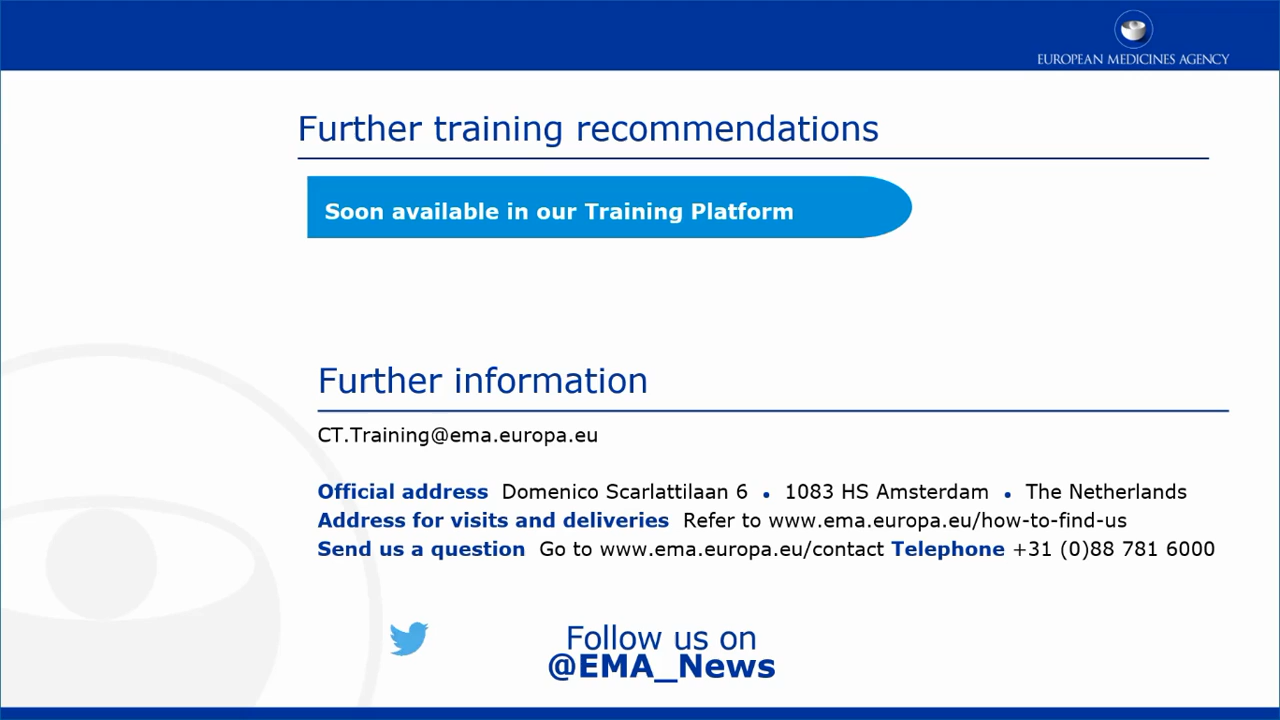 EUROPEAN MEDICINES AGENCY
Further training recommendations
Soon available in our Training Platform
Further information
CT.Training@ema.europa.eu
Official address Domenico Scarlattilaan 6 • 1083 HS Amsterdam • The Netherlands
Address for visits and deliveries Refer to www.ema.europa.eu/how-to-find-us
Send us a question Go to www.ema.europa.eu/contact Telephone +31 (0)88 781 6000
Follow us on
@EMA_News